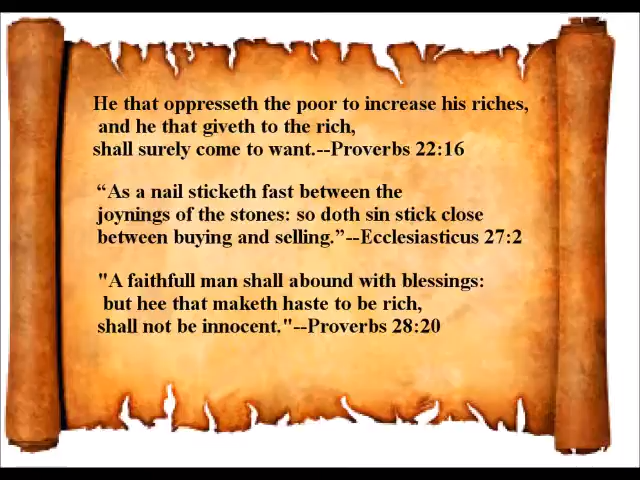 He that oppresseth the poor to increase his riches,
and he that giveth to the rich,
shall surely come to want.--Proverbs 22:16
“As a nail sticketh fast between the
joynings of the stones: so doth sin stick close
between buying and selling.”--Ecclesiasticus 27:2
"A faithfull man shall abound with blessings:
but hee that maketh haste to be rich,
shall not be innocent."--Proverbs 28:20